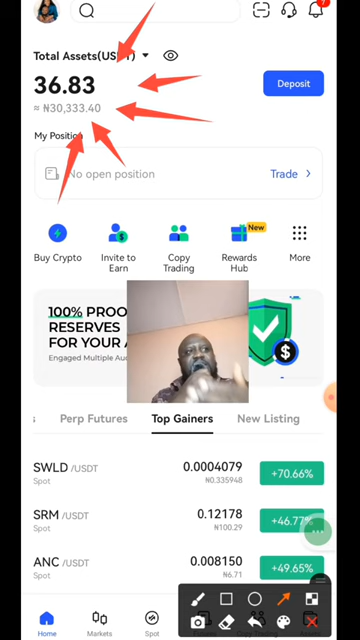 7
Total Assets(USDT)
36.83
≈ ₦30,333.40
Deposit
My Position
No open position
Trade
New
Buy Crypto
Invite to Earn
Copy Trading
Rewards Hub
More
100%
RESERVES
FOR YOUR
Engaged Multiple
Perp Futures
Top Gainers
New Listing
SWLD /USDT
0.0004079
+70.66%
Spot
₦0.335948
SRM /USDT
0.12178
+46.77%
Spot
₦100.29
ANC /USDT
0.008150
+49.65%
Spot
₦6.71
Home
Markets
Spot